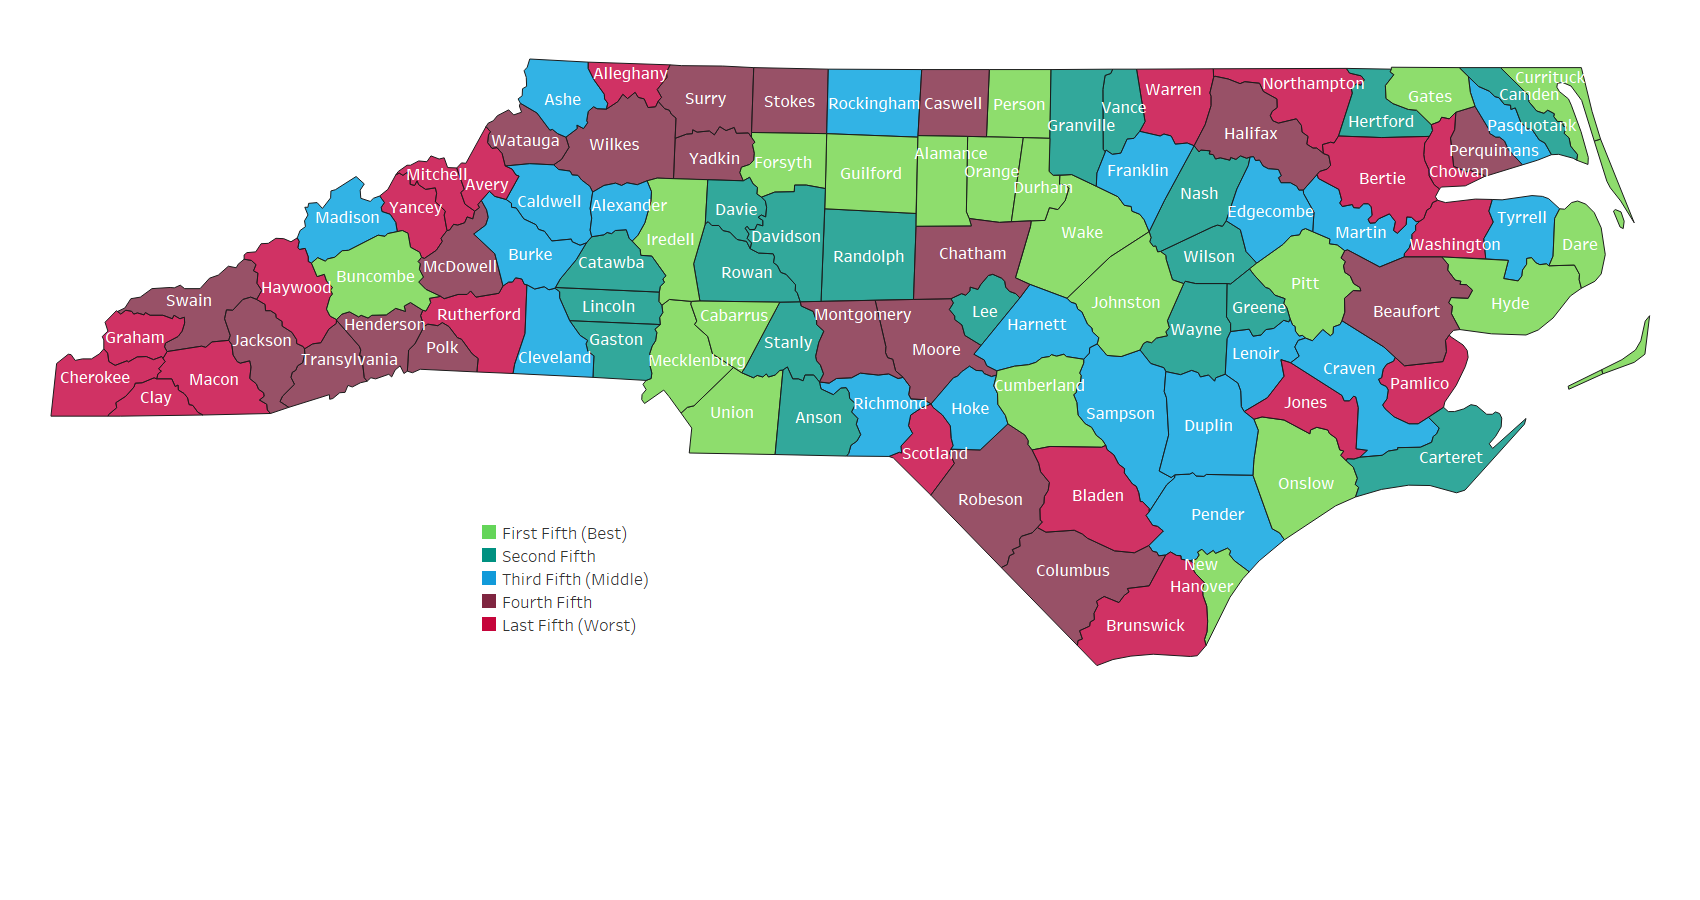 Alleghany
Currituck
Ashe
Surry
Stokes
Rockingham
Caswell
Person
Vance
Warren
Northampton
Gates
Camden
Granville
Hertford
Pasquotank
Watauga
Wilkes
Yadkin
Forsyth
Guilford
Alamance
Orange
Durham
Franklin
Halifax
Perquimans
Chowan
Bertie
Mitchell
Avery
Yancey
Madison
Caldwell
Alexander
Davie
Nash
Edgecombe
Martin
Tyrrell
Washington
Dare
Iredell
Davidson
Wake
Buncombe
McDowell
Burke
Catawba
Rowan
Randolph
Chatham
Wilson
Pitt
Haywood
Swain
Lincoln
Johnston
Greene
Beaufort
Hyde
Graham
Jackson
Henderson
Rutherford
Polk
Transylvania
Cleveland
Gaston
Mecklenburg
Cabarrus
Stanly
Montgomery
Moore
Lee
Harnett
Wayne
Lenoir
Craven
Pamlico
Cherokee
Clay
Macon
Union
Anson
Richmond
Hoke
Cumberland
Sampson
Duplin
Jones
Scotland
Carteret
Robeson
Bladen
Onslow
Pender
Columbus
New
Hanover
Brunswick
First Fifth (Best)
Second Fifth
Third Fifth (Middle)
Fourth Fifth
Last Fifth (Worst)